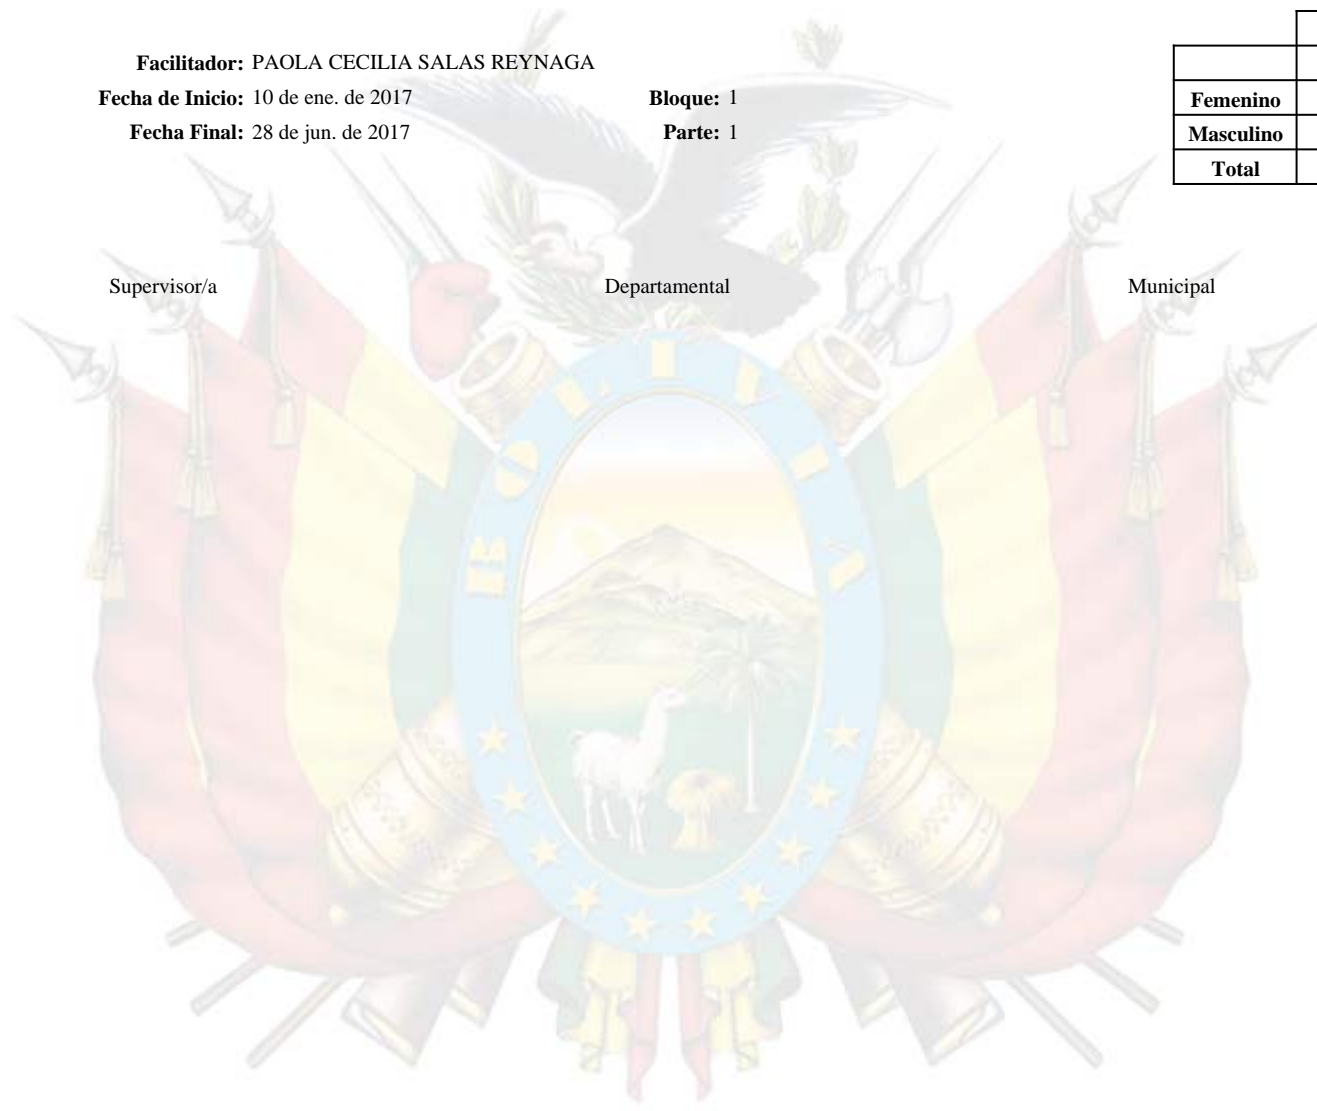 Facilitador: PAOLA CECILIA SALAS REYNAGA
Fecha de Inicio: 10 de ene. de 2017 Bloque: 1
Fecha Final: 28 de jun. de 2017 Parte: 1
Femenino
Masculino
Total
Supervisor/a Departamental Municipal
BOLIVIA